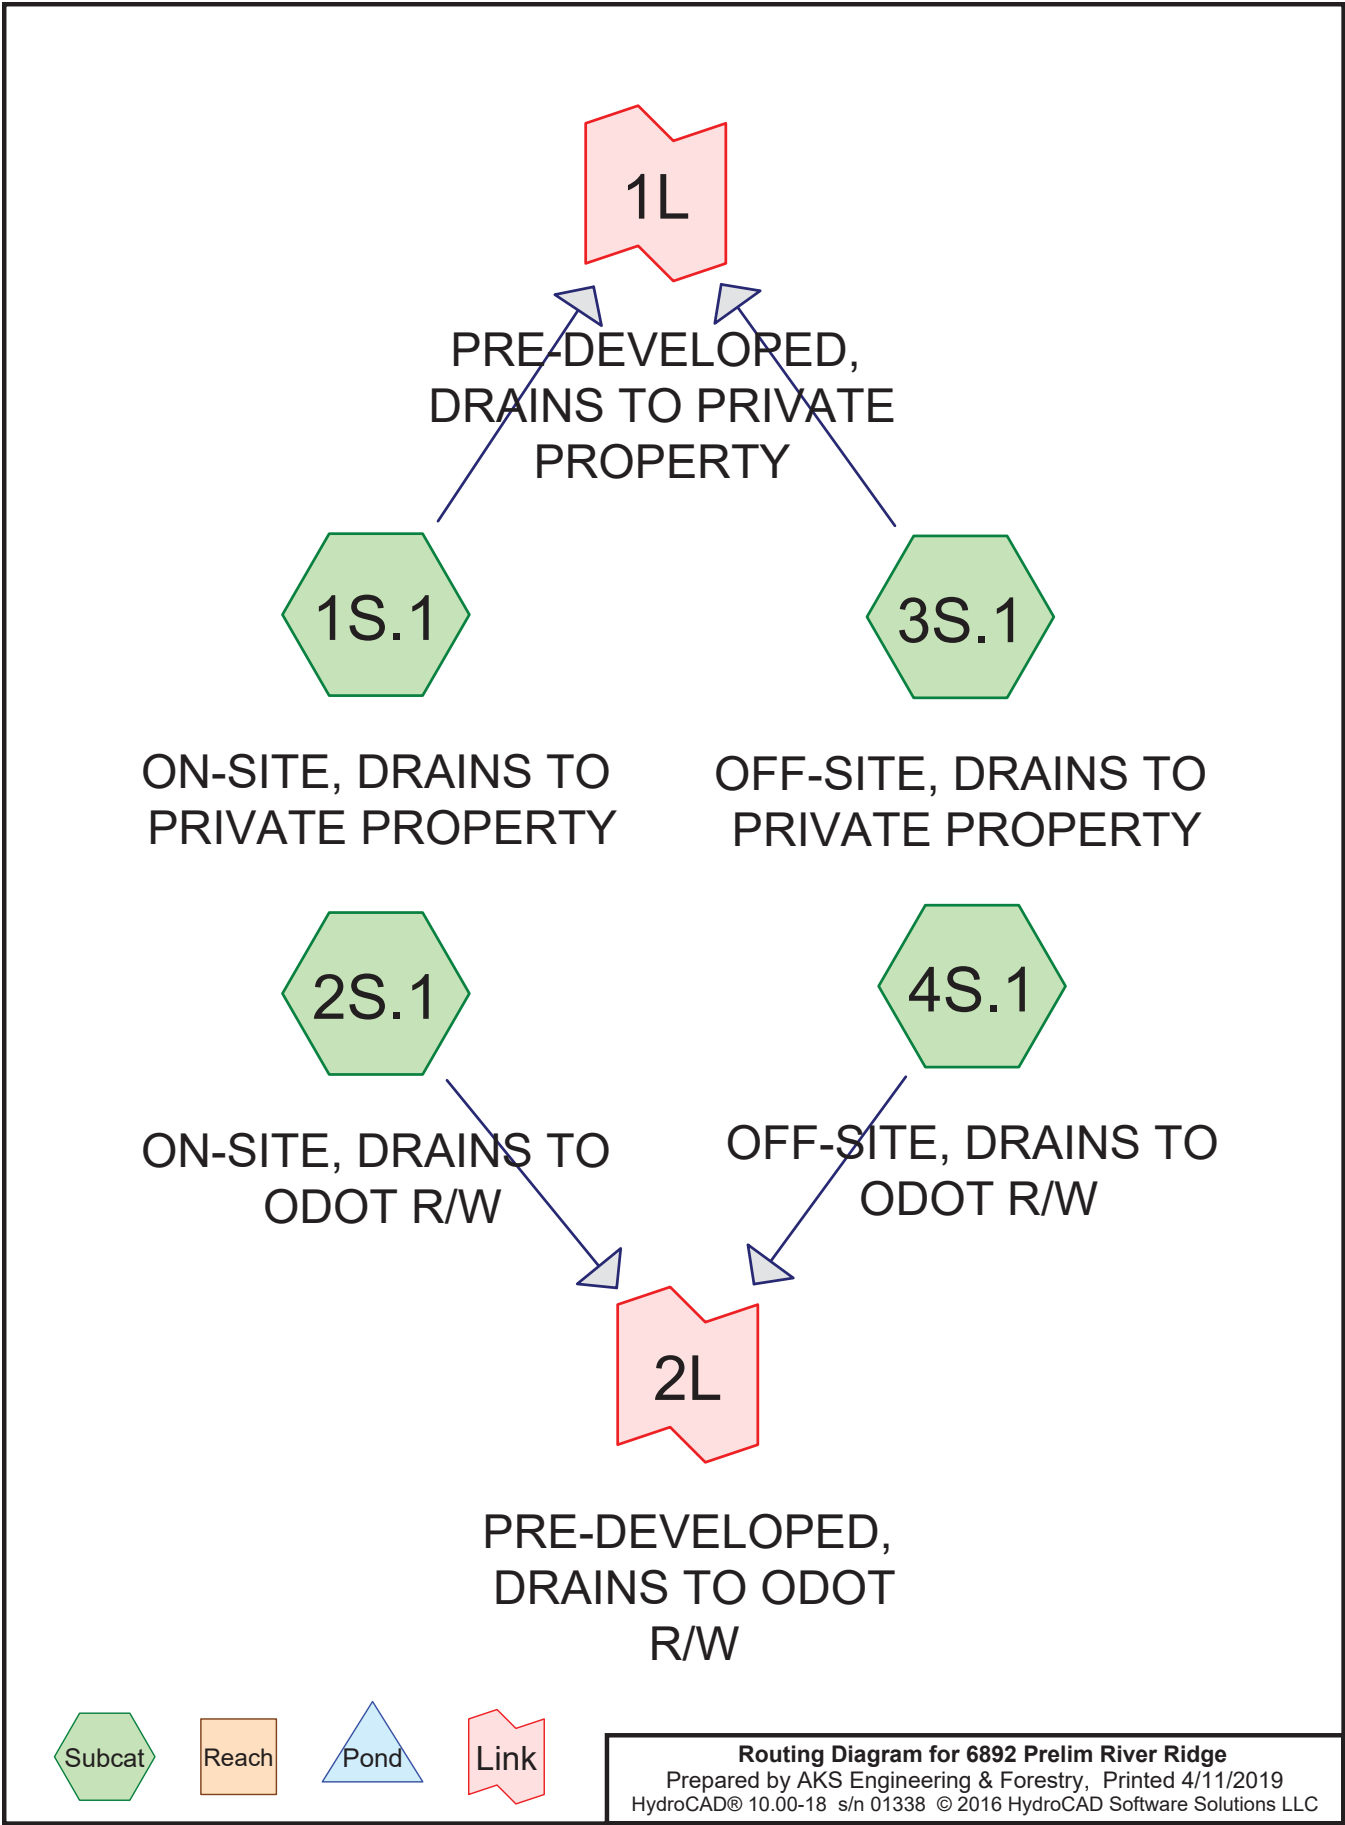 1L
PRE-DEVELOPED,
DRAINS TO PRIVATE
PROPERTY
1S.1
3S.1
ON-SITE, DRAINS TO
PRIVATE PROPERTY
OFF-SITE, DRAINS TO
PRIVATE PROPERTY
2S.1
4S.1
ON-SITE, DRAINS TO
ODOT R/W
OFF-SITE, DRAINS TO
ODOT R/W
2L
PRE-DEVELOPED,
DRAINS TO ODOT
R/W
Subcat
Reach
Pond
Link
Routing Diagram for 6892 Prelim River Ridge
Prepared by AKS Engineering & Forestry, Printed 4/11/2019
HydroCAD® 10.00-18 s/n 01338 © 2016 HydroCAD Software Solutions LLC